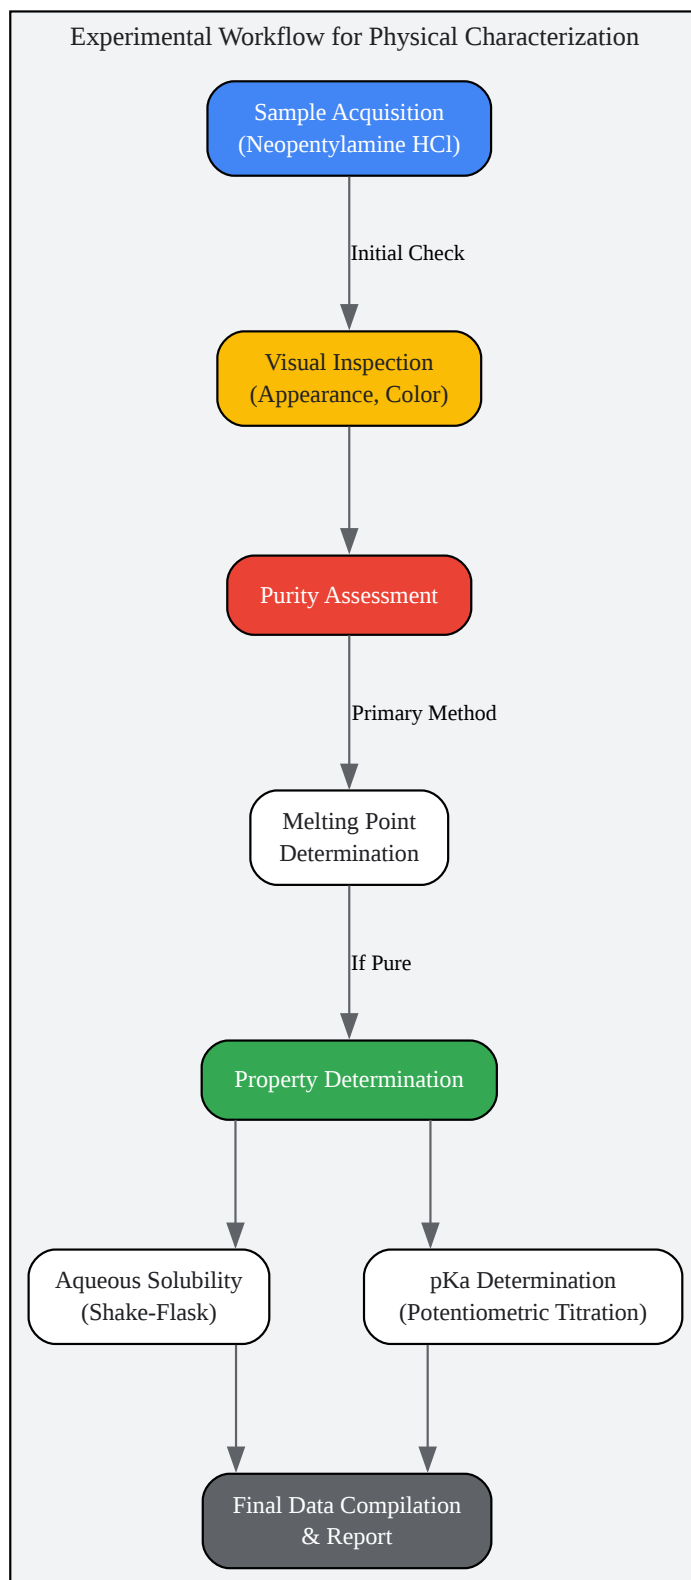 Experimental Workflow for Physical Characterization
Sample Acquisition
(Neopentylamine HCl)
Initial Check
Visual Inspection
(Appearance, Color)
Purity Assessment
Primary Method
Melting Point
Determination
If Pure
Property Determination
Aqueous Solubility
(Shake-Flask)
pKa Determination
(Potentiometric Titration)
Final Data Compilation
& Report